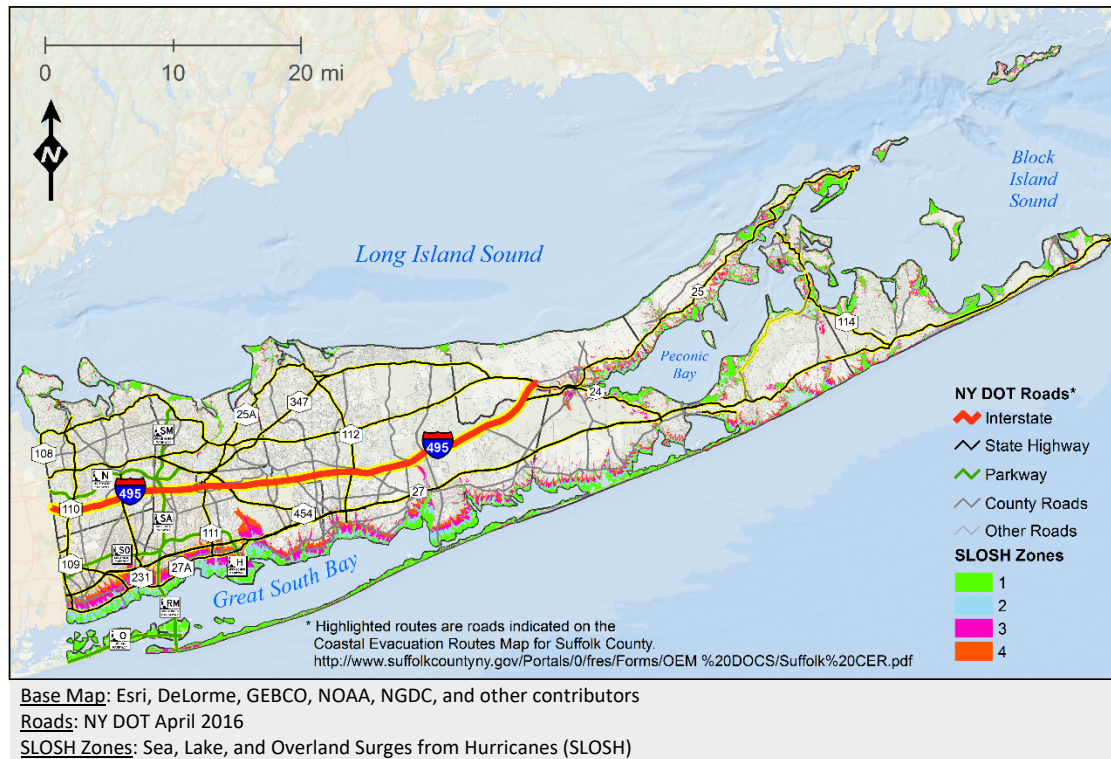 0 10 20 mi
N
Block
Island
Sound
Long Island Sound
25
114
Peconic
Bay
24
347
25A
112
495
108
SM
N
495
27
110
SA
454
111
SO
109
H
27A
231
RM
O
Great South Bay
NY DOT Roads*
Interstate
State Highway
Parkway
County Roads
Other Roads
SLOSH Zones
1
2
3
4
* Highlighted routes are roads indicated on the
Coastal Evacuation Routes Map for Suffolk County.
http://www.suffolkcountyny.gov/Portals/0/fres/Forms/OEM %20DOCS/Suffolk%20CER.pdf
Base Map: Esri, DeLorme, GEBCO, NOAA, NGDC, and other contributors
Roads: NY DOT April 2016
SLOSH Zones: Sea, Lake, and Overland Surges from Hurricanes (SLOSH)